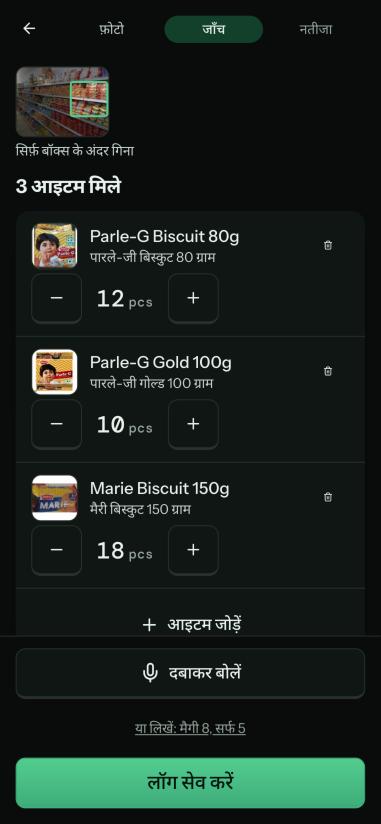 फ़ोटो
जाँच
नतीजा
सिर्फ़ बॉक्स के अंदर गिना
3 आइटम मिले
Parle-G Biscuit 80g
पारले-जी बिस्कुट 80 ग्राम
− 12 pcs +
Parle-G Gold 100g
पारले-जी गोल्ड 100 ग्राम
− 10 pcs +
MARIE
Marie Biscuit 150g
मैरी बिस्कुट 150 ग्राम
− 18 pcs +
+ आइटम जोड़ें
दबाकर बोलें
या लिखें: मैगी 8, सर्फ 5
लॉग सेव करें